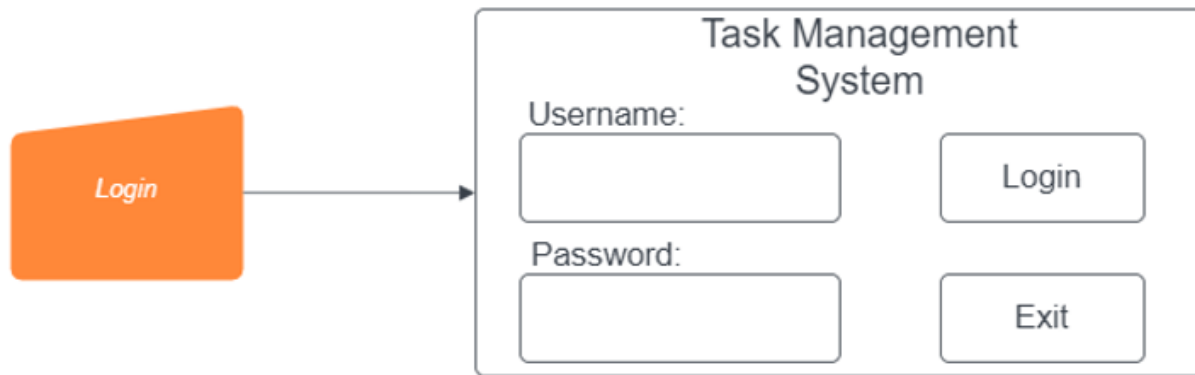 Login
Task Management
System
Username:
Login
Password:
Exit